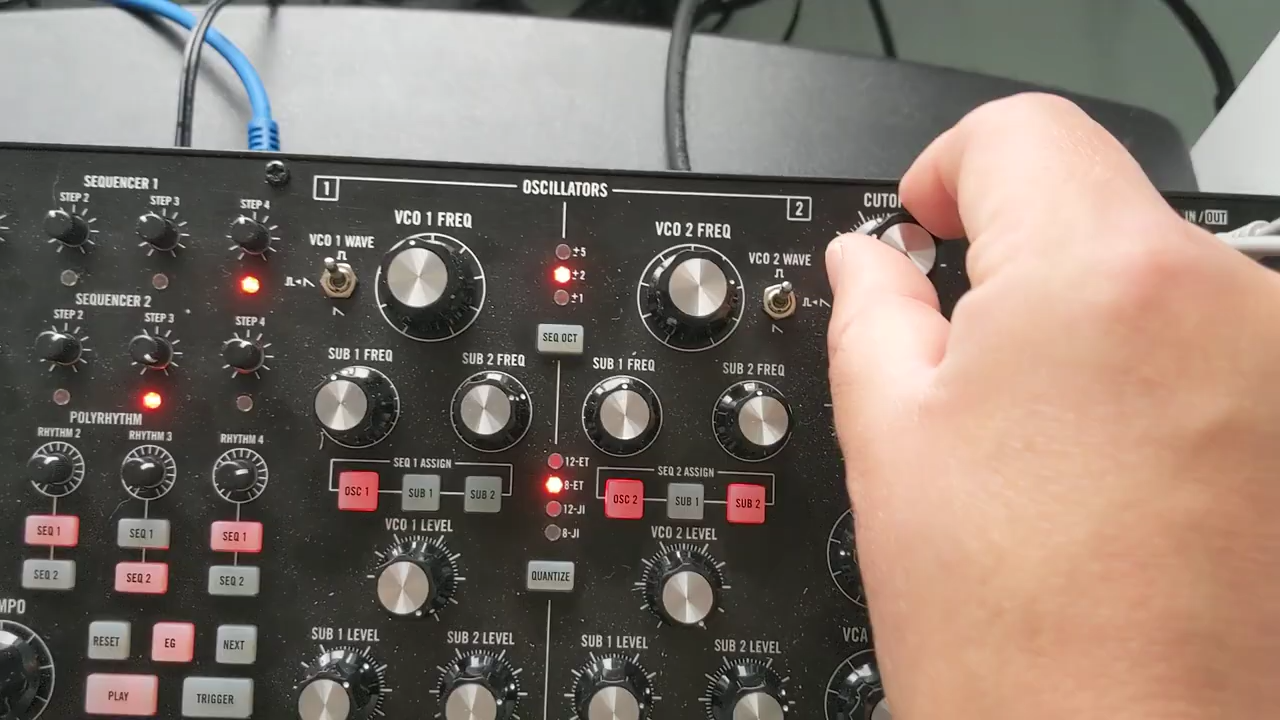 SEQUENCER 1
STEP 2
STEP 3
STEP 4
SEQUENCER 2
STEP 2
STEP 3
STEP 4
POLYRHYTHM
RHYTHM 2
RHYTHM 3
RHYTHM 4
SEQ 1
SEQ 1
SEQ 1
SEQ 2
SEQ 2
SEQ 2
RESET
EG
NEXT
PLAY
TRIGGER
1
OSCILLATORS
2
VCO 1 FREQ
VCO 2 FREQ
VCO 1 WAVE
VCO 2 WAVE
±5
±2
±1
SEQ OCT
SUB 1 FREQ
SUB 2 FREQ
SUB 1 FREQ
SUB 2 FREQ
SEQ 1 ASSIGN
OSC 1
SUB 1
SUB 2
12-ET
8-ET
12-JI
8-JI
SEQ 2 ASSIGN
OSC 2
SUB 1
SUB 2
VCO 1 LEVEL
VCO 2 LEVEL
QUANTIZE
SUB 1 LEVEL
SUB 2 LEVEL
SUB 1 LEVEL
SUB 2 LEVEL
VCA
IN/OUT